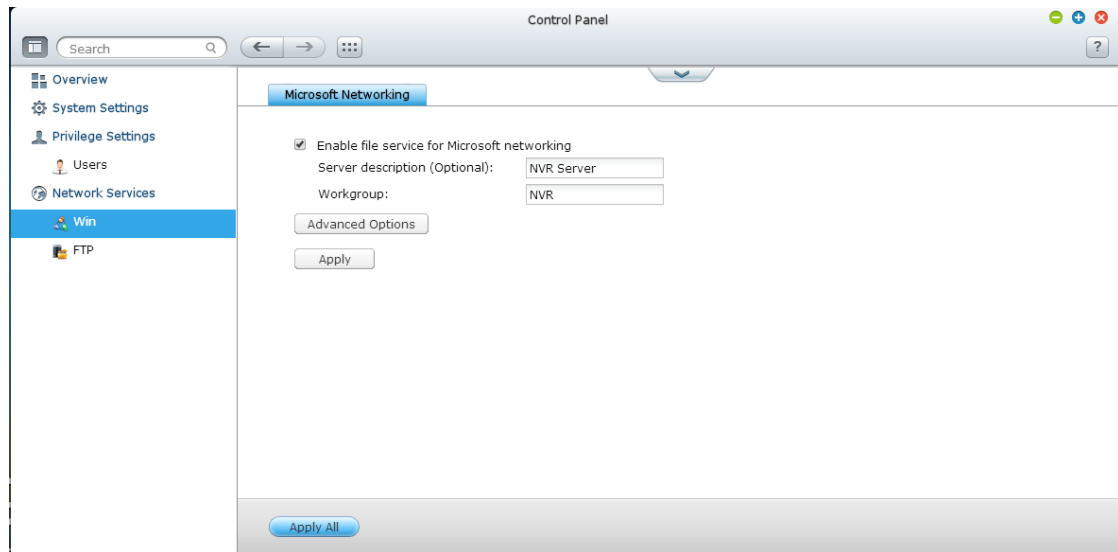 Control Panel
Search
?
Overview
System Settings
Privilege Settings
Users
Network Services
Win
FTP
Microsoft Networking
Enable file service for Microsoft networking
Server description (Optional): NVR Server
Workgroup: NVR
Advanced Options
Apply
Apply All